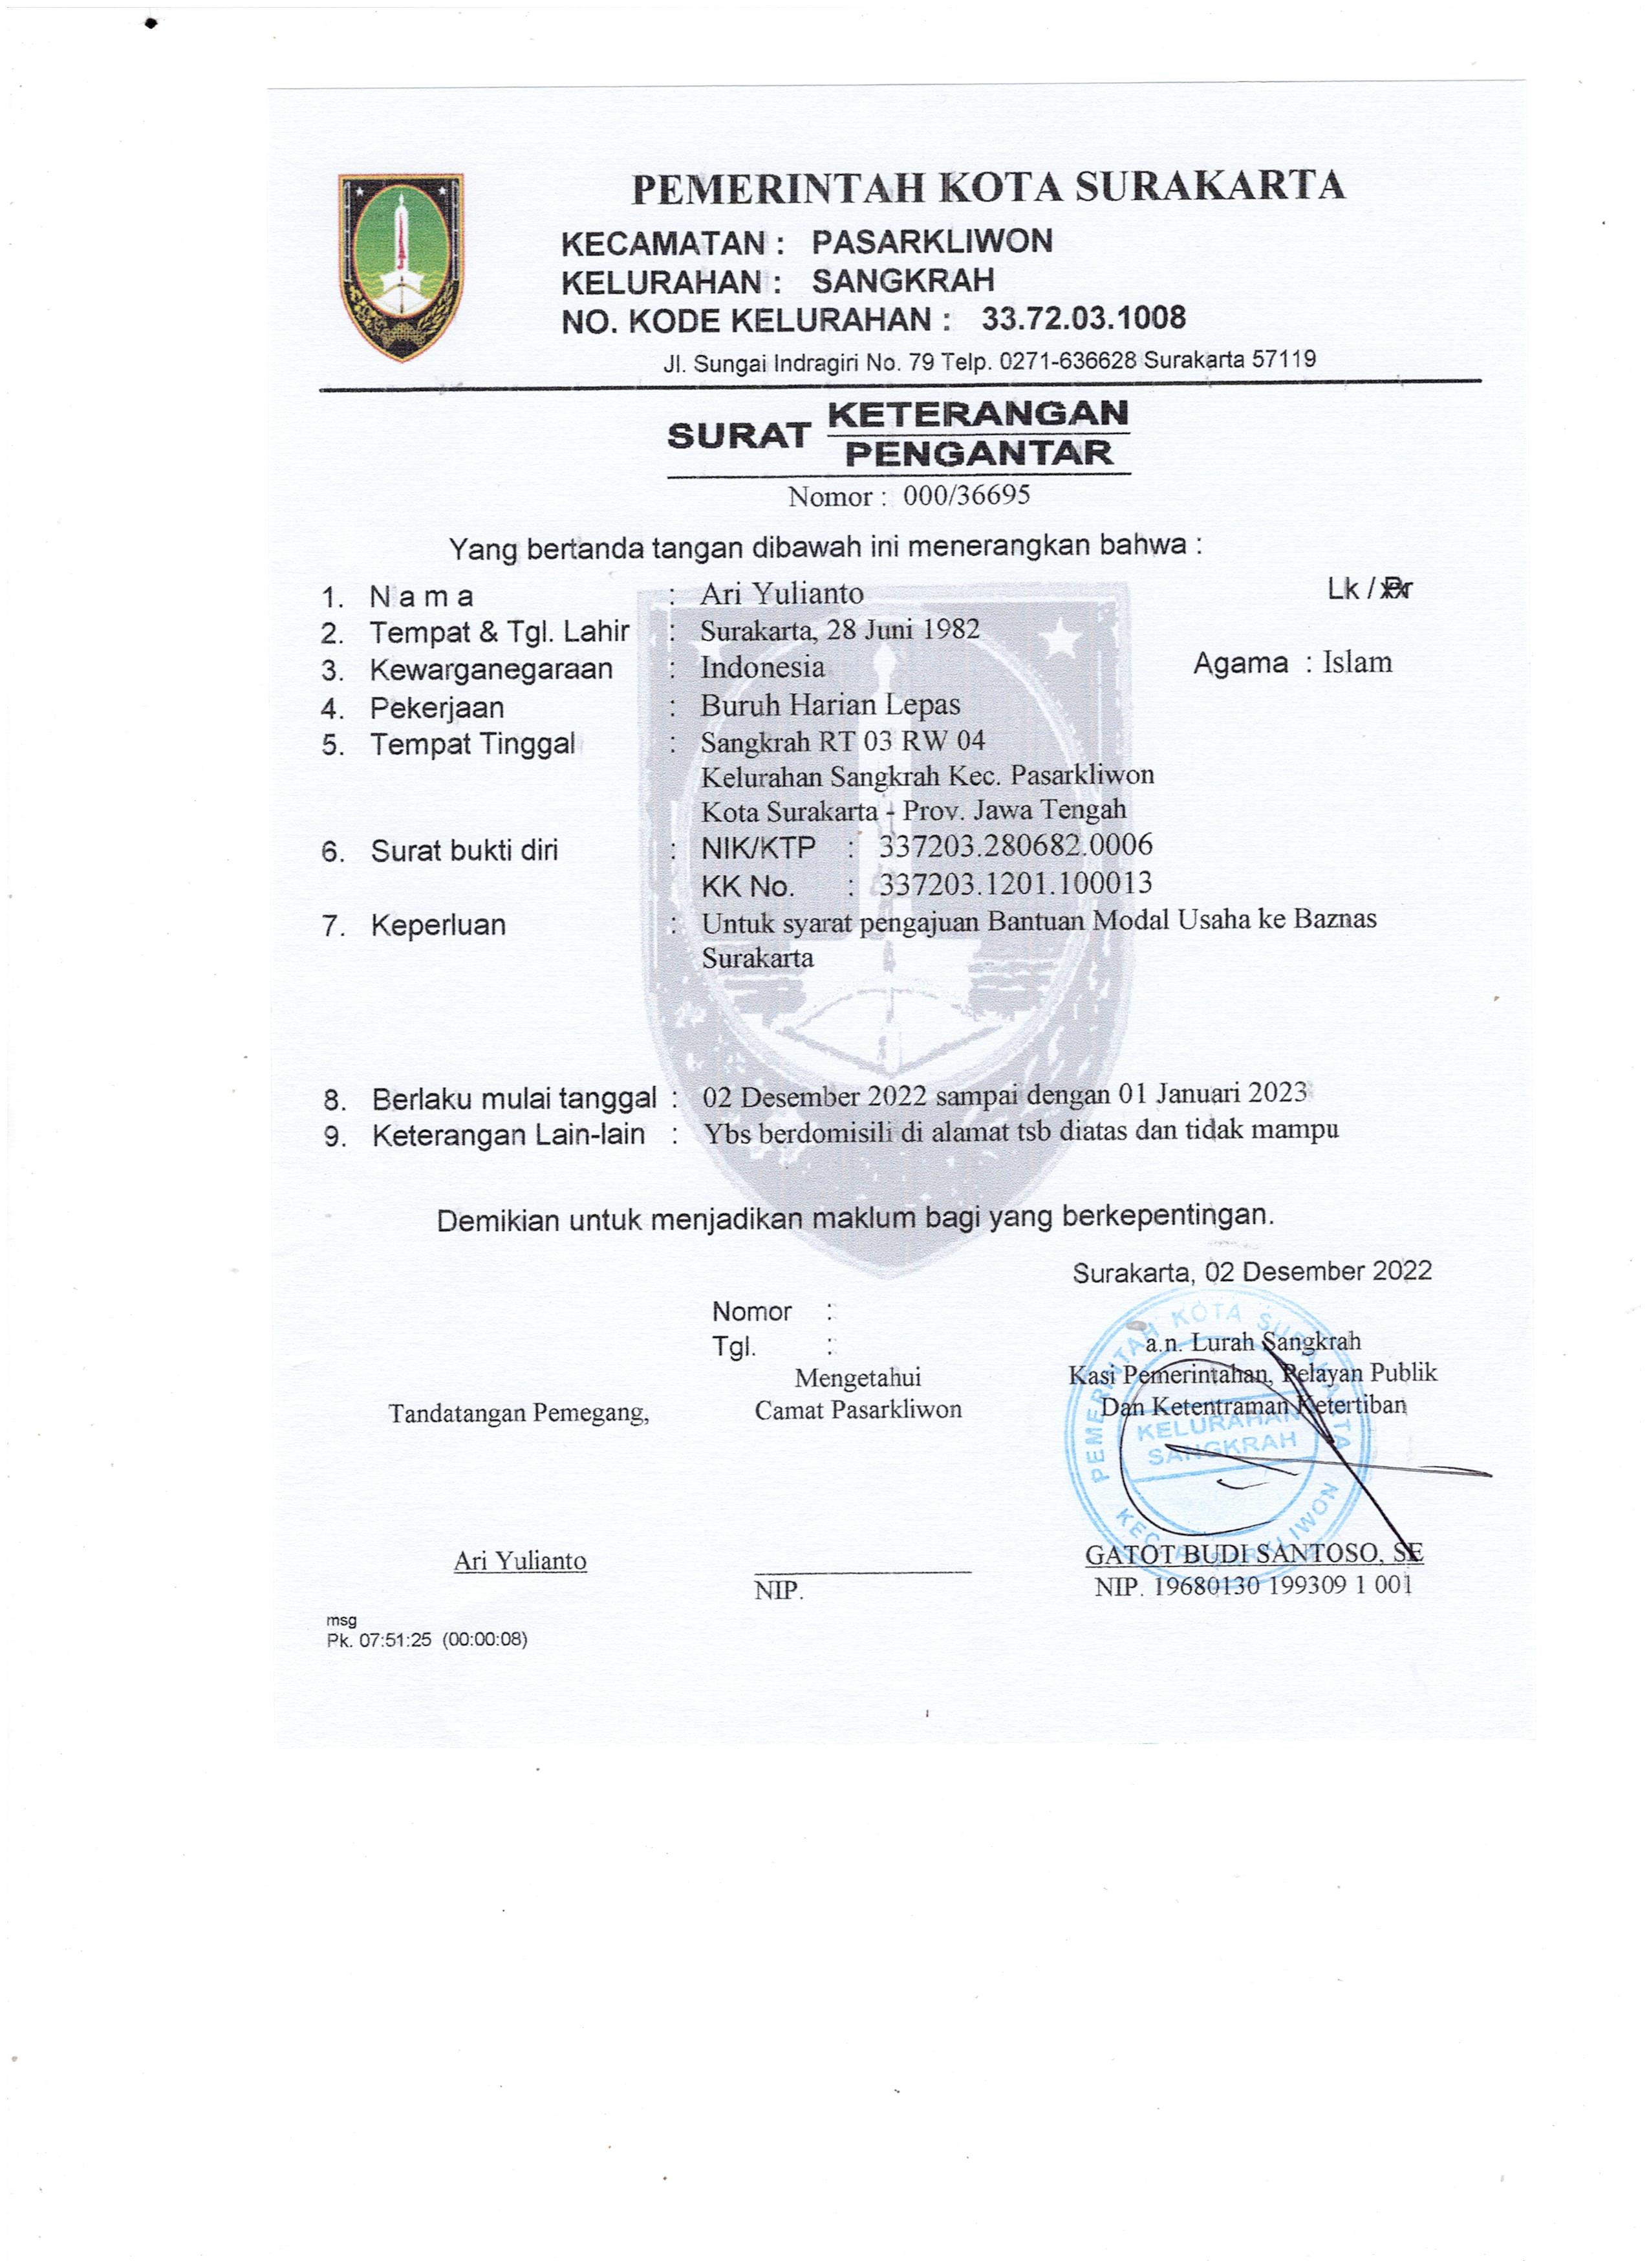 PEMERINTAH KOTA SURAKARTA
KECAMATAN : PASARKLIWON
KELURAHAN : SANGKRAH
NO. KODE KELURAHAN : 33.72.03.1008
Jl. Sungai Indragiri No. 79 Telp. 0271-636628 Surakarta 57119
SURAT KETERANGAN
PENGANTAR
Nomor : 000/36695
Yang bertanda tangan dibawah ini menerangkan bahwa :
1. N a m a : Ari Yulianto Lk / Pr
2. Tempat & Tgl. Lahir : Surakarta, 28 Juni 1982
3. Kewarganegaraan : Indonesia Agama : Islam
4. Pekerjaan : Buruh Harian Lepas
5. Tempat Tinggal : Sangkrah RT 03 RW 04
Kelurahan Sangkrah Kec. Pasarkliwon
Kota Surakarta - Prov. Jawa Tengah
6. Surat bukti diri : NIK/KTP : 337203.280682.0006
KK No. : 337203.1201.100013
7. Keperluan : Untuk syarat pengajuan Bantuan Modal Usaha ke Baznas
Surakarta
8. Berlaku mulai tanggal : 02 Desember 2022 sampai dengan 01 Januari 2023
9. Keterangan Lain-lain : Ybs berdomisili di alamat tsb diatas dan tidak mampu
Demikian untuk menjadikan maklum bagi yang berkepentingan.
Surakarta, 02 Desember 2022
Nomor :
Tgl. :
Mengetahui
Camat Pasarkliwon
Tandatangan Pemegang,
a.n. Lurah Sangkrah
Kasi Pemerintahan, Pelayan Publik
Dan Ketentraman Ketertiban
PEMERINTAH KOTA SURAKARTA
KELURAHAN
SANGKRAH
KEC. PASARKLIWON
Ari Yulianto
NIP.
GATOT BUDI SANTOSO, SE
NIP. 19680130 199309 1 001
msg
Pk. 07:51:25 (00:00:08)